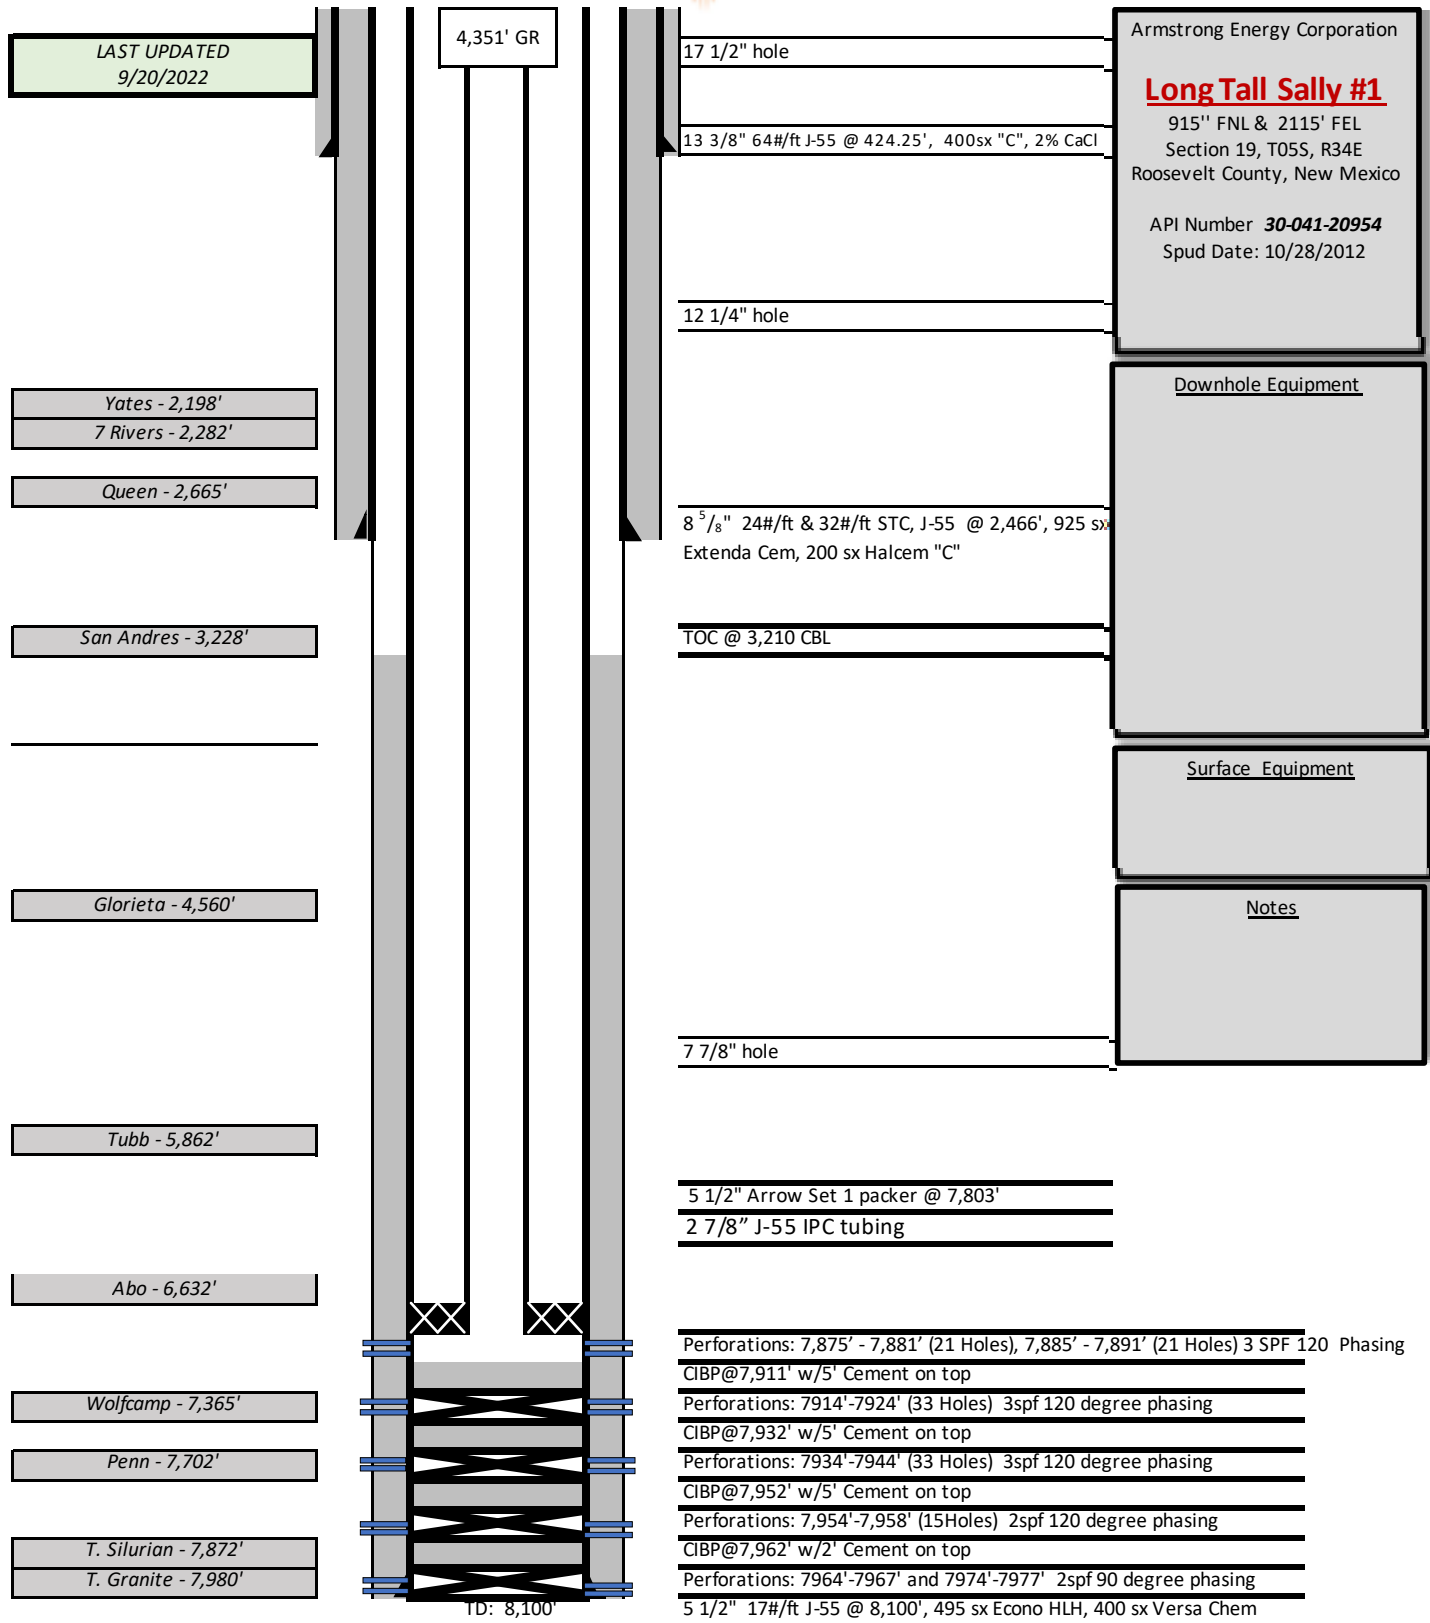 LAST UPDATED
9/20/2022
Yates - 2,198'
7 Rivers - 2,282'
Queen - 2,665'
San Andres - 3,228'
Glorieta - 4,560'
Tubb - 5,862'
Abo - 6,632'
Wolfcamp - 7,365'
Penn - 7,702'
T. Silurian - 7,872'
T. Granite - 7,980'
4,351' GR
TD: 8,100'
17 1/2" hole
13 3/8" 64#/ft J-55 @ 424.25', 400sx "C", 2% CaCl
12 1/4" hole
8 5/8" 24#/ft & 32#/ft STC, J-55 @ 2,466', 925 sx
Extenda Cem, 200 sx Halcem "C"
TOC @ 3,210 CBL
7 7/8" hole
5 1/2" Arrow Set 1 packer @ 7,803'
2 7/8” J-55 IPC tubing
Perforations: 7,875’ - 7,881’ (21 Holes), 7,885’ - 7,891’ (21 Holes) 3 SPF 120 Phasing
CIBP@7,911' w/5' Cement on top
Perforations: 7914'-7924' (33 Holes) 3spf 120 degree phasing
CIBP@7,932' w/5' Cement on top
Perforations: 7934'-7944' (33 Holes) 3spf 120 degree phasing
CIBP@7,952' w/5' Cement on top
Perforations: 7,954'-7,958' (15Holes) 2spf 120 degree phasing
CIBP@7,962' w/2' Cement on top
Perforations: 7964'-7967' and 7974'-7977' 2spf 90 degree phasing
5 1/2" 17#/ft J-55 @ 8,100', 495 sx Econo HLH, 400 sx Versa Chem
Armstrong Energy Corporation
Long Tall Sally #1
915'' FNL & 2115' FEL
Section 19, T05S, R34E
Roosevelt County, New Mexico
API Number 30-041-20954
Spud Date: 10/28/2012
Downhole Equipment
Surface Equipment
Notes